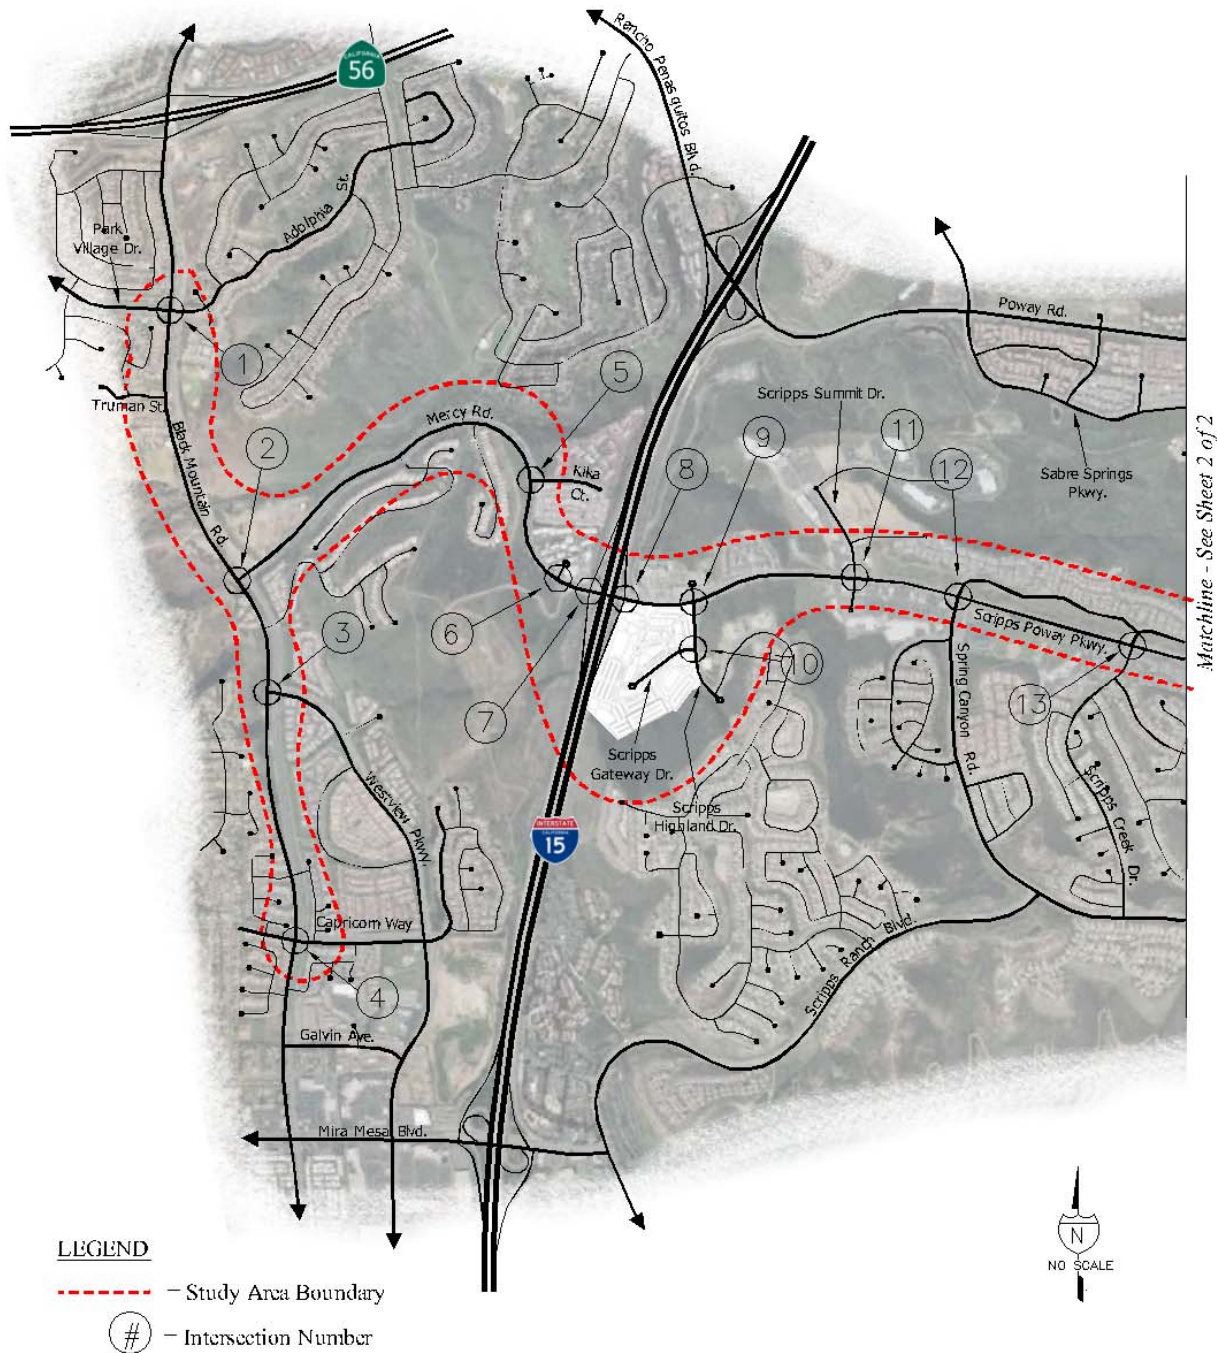 CALIFORNIA
56
Rencho Penasquitos Blvd.
Adolphia St.
Park
Village Dr.
Poway Rd.
1
5
Scripps Summit Dr.
Truman St.
Mercy Rd.
2
9
11
8
12
Kika
Ct.
Sabre Springs
Pkwy.
Black Mountain Rd.
Matchline - See Sheet 2 of 2
3
6
Scripps Poway Pkwy.
10
Spring Canyon Rd.
13
7
Scripps
Gateway Dr.
Westview Pkwy.
Scripps
Highland Dr.
Scripps Creek Dr.
INTERSTATE
CALIFORNIA
15
Capricorn Way
Scripps Ranch Blvd.
4
Galvin Ave.
Mira Mesa Blvd.
N
NO SCALE
LEGEND
– Study Area Boundary
# – Intersection Number